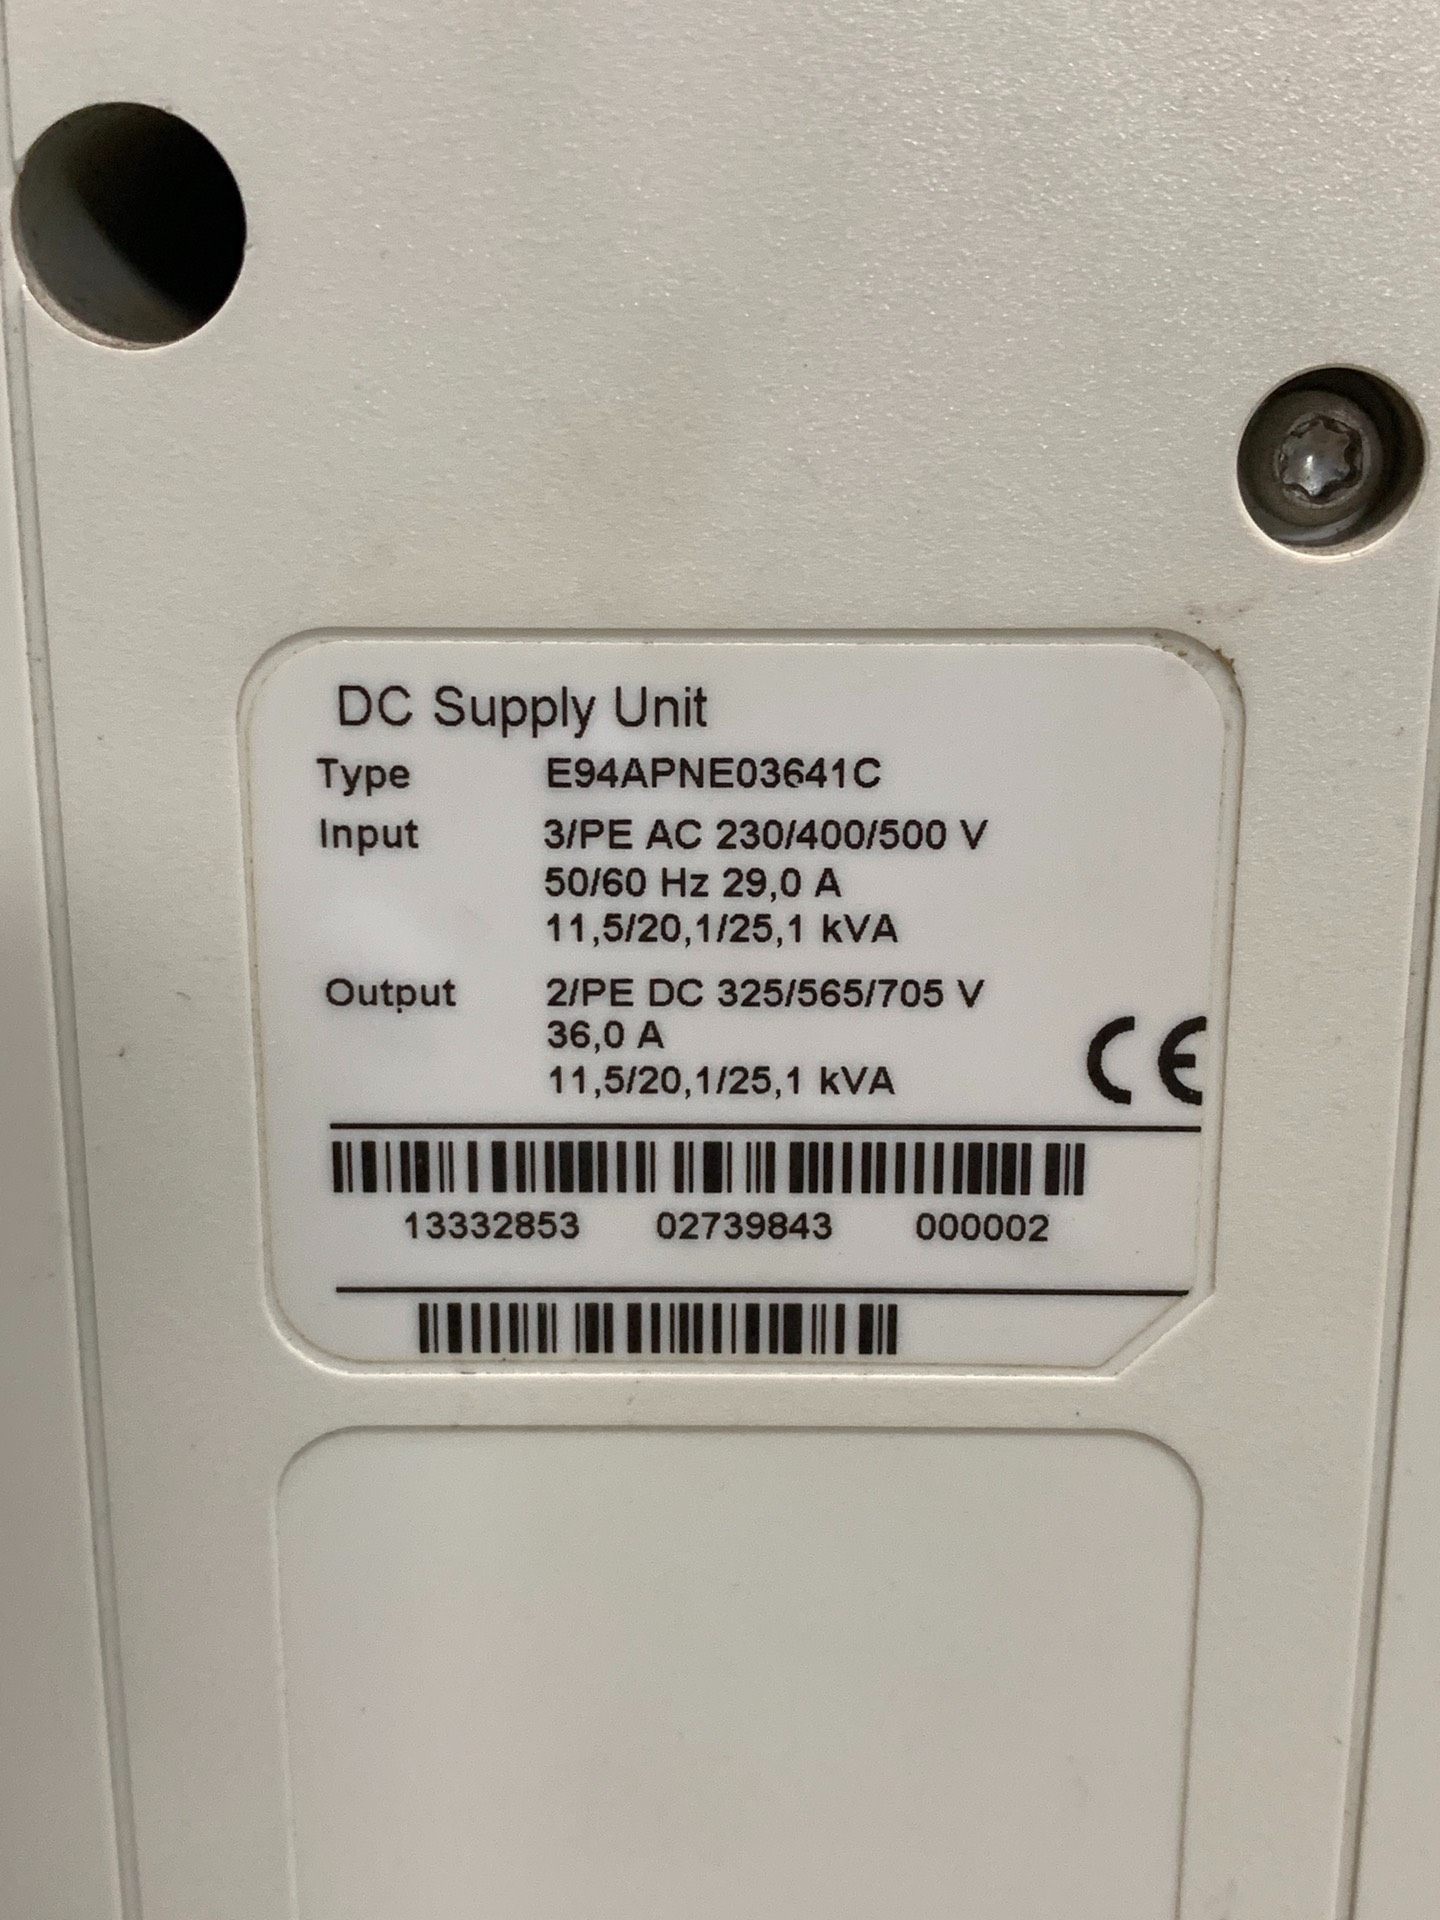 DC Supply Unit
Type E94APNE03641C
Input 3/PE AC 230/400/500 V
50/60 Hz 29,0 A
11,5/20,1/25,1 kVA
Output 2/PE DC 325/565/705 V
36,0 A
11,5/20,1/25,1 kVA
CE
13332853 02739843 000002